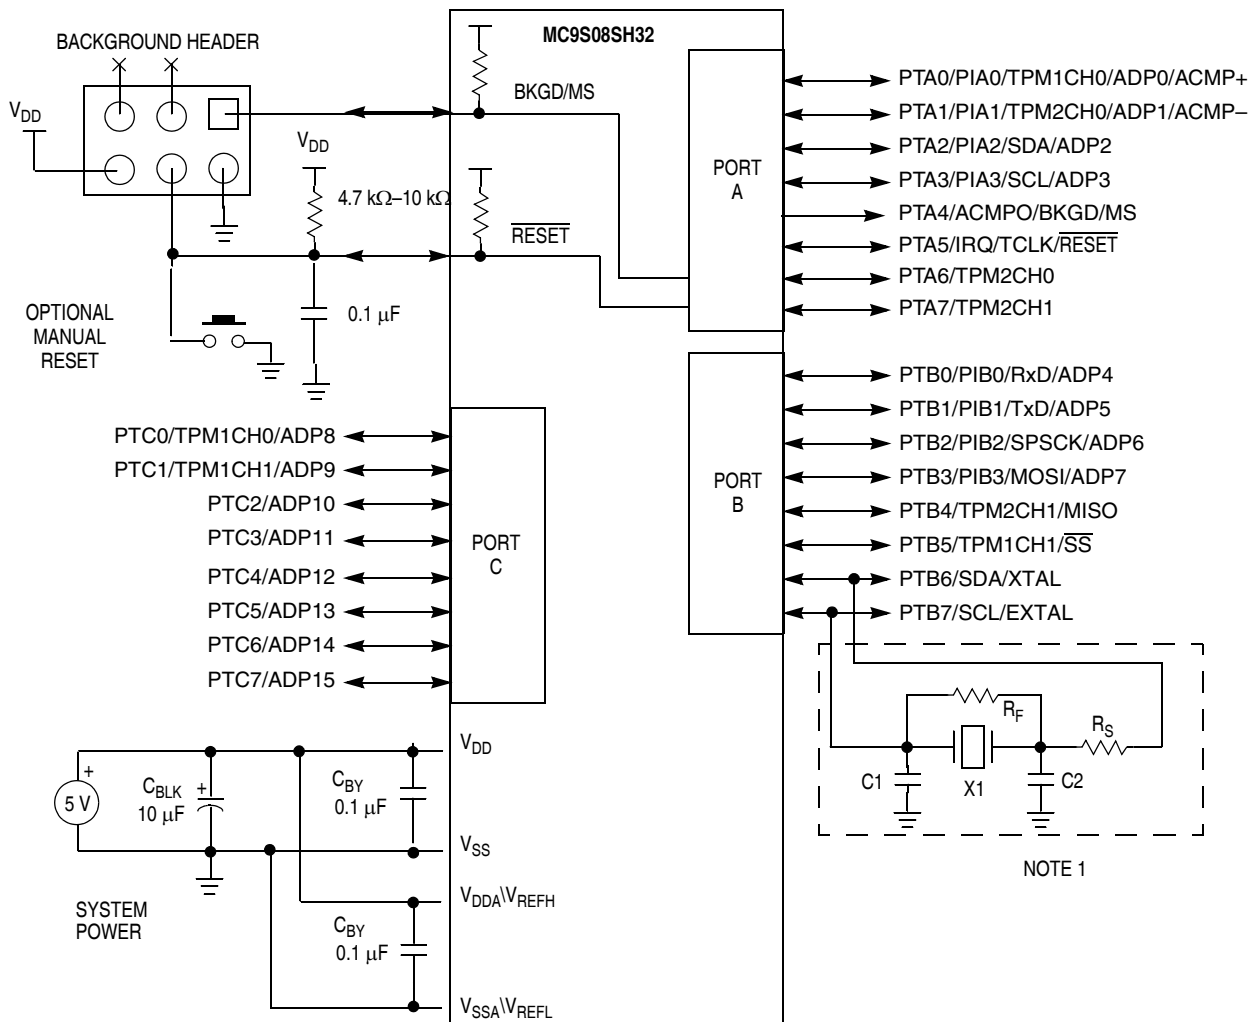 MC9S08SH32
BACKGROUND HEADER
V_DD
BKGD/MS
V_DD
4.7 kΩ–10 kΩ
R̅E̅S̅E̅T̅
OPTIONAL
MANUAL
RESET
0.1 μF
PORT
A
PTA0/PIA0/TPM1CH0/ADP0/ACMP+
PTA1/PIA1/TPM2CH0/ADP1/ACMP–
PTA2/PIA2/SDA/ADP2
PTA3/PIA3/SCL/ADP3
PTA4/ACMPO/BKGD/MS
PTA5/IRQ/TCLK/R̅E̅S̅E̅T̅
PTA6/TPM2CH0
PTA7/TPM2CH1
PORT
B
PTB0/PIB0/RxD/ADP4
PTB1/PIB1/TxD/ADP5
PTB2/PIB2/SPSCK/ADP6
PTB3/PIB3/MOSI/ADP7
PTB4/TPM2CH1/MISO
PTB5/TPM1CH1/S̅S̅
PTB6/SDA/XTAL
PTB7/SCL/EXTAL
PTC0/TPM1CH0/ADP8
PTC1/TPM1CH1/ADP9
PTC2/ADP10
PTC3/ADP11
PTC4/ADP12
PTC5/ADP13
PTC6/ADP14
PTC7/ADP15
PORT
C
R_F
R_S
C1
X1
C2
NOTE 1
+
5 V
C_BLK
10 μF
+
C_BY
0.1 μF
V_DD
V_SS
SYSTEM
POWER
C_BY
0.1 μF
V_DDA\V_REFH
V_SSA\V_REFL